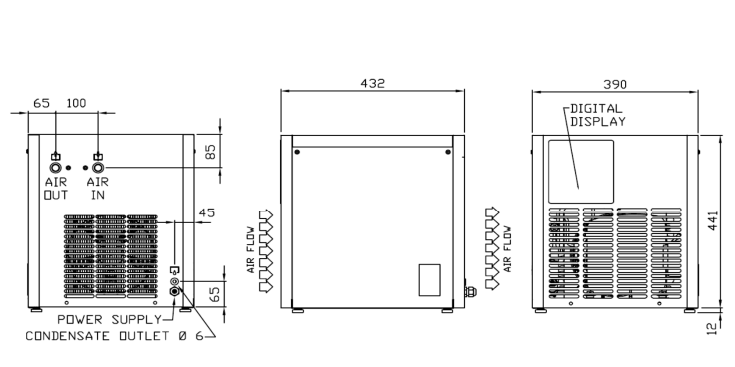 432
390
65 100
DIGITAL
DISPLAY
85
AIR
OUT
AIR
IN
45
AIR FLOW
AIR FLOW
441
65
POWER SUPPLY
CONDENSATE OUTLET Ø 6
12